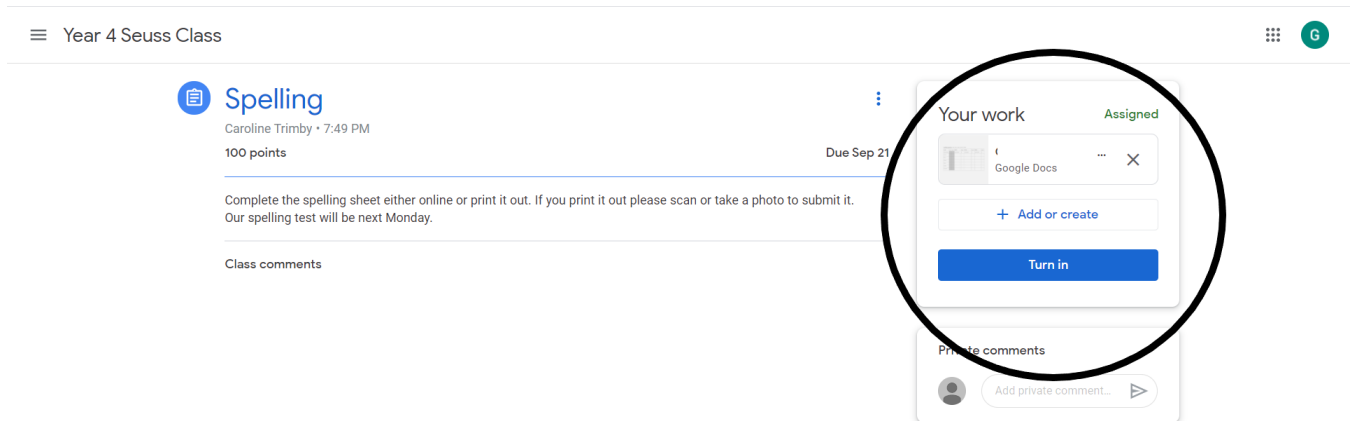 Year 4 Seuss Class
G
Spelling
Caroline Trimby • 7:49 PM
100 points
Due Sep 21
Complete the spelling sheet either online or print it out. If you print it out please scan or take a photo to submit it.
Our spelling test will be next Monday.
Class comments
Your work
Assigned
...
Google Docs
+ Add or create
Turn in
Private comments
Add private comment...